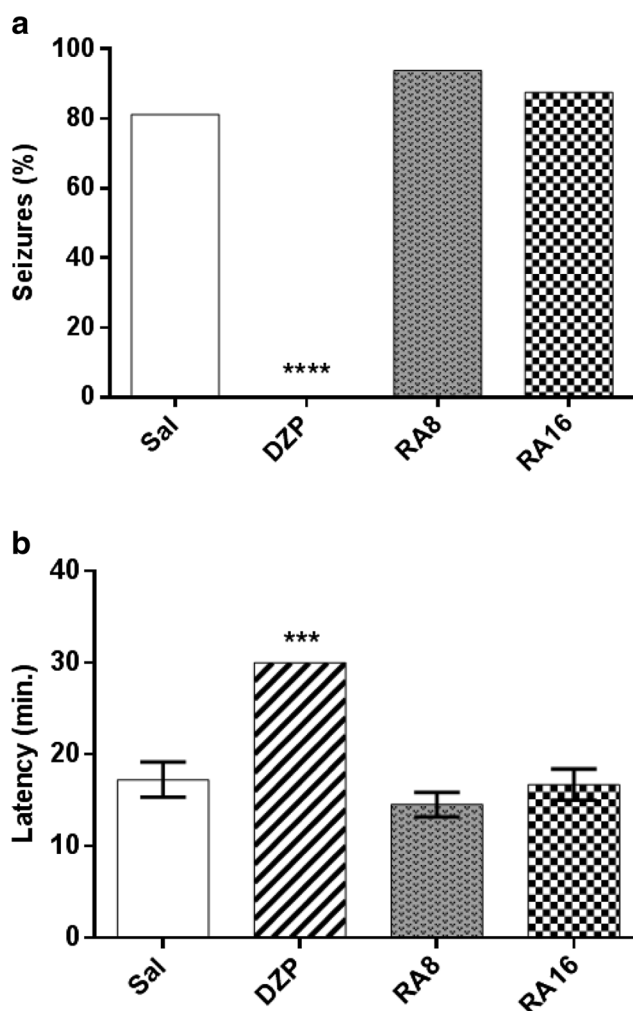 a
100
80
60
40
20
0
Seizures (%)
****
Sal
DZP
RA8
RA16
b
40
30
20
10
0
Latency (min.)
***
Sal
DZP
RA8
RA16